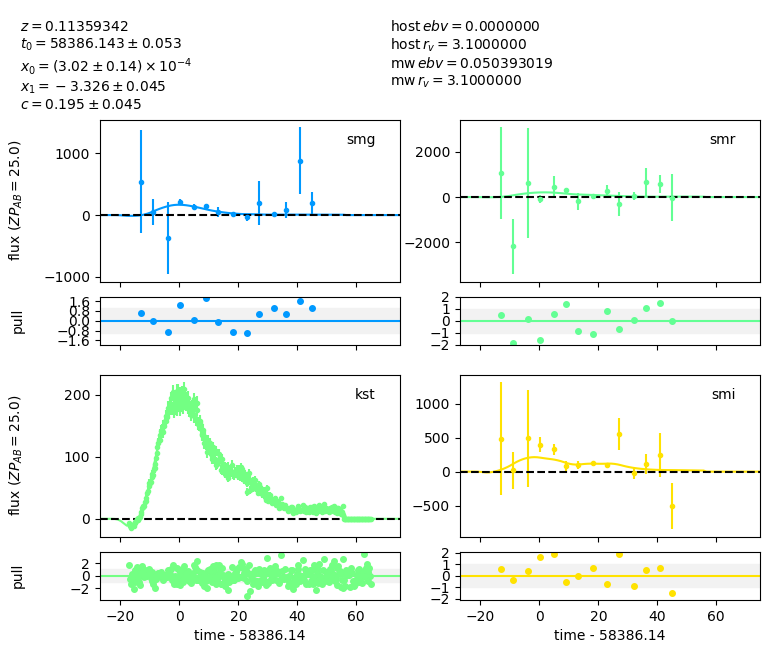 z = 0.11359342
t₀ = 58386.143 ± 0.053
x₀ = (3.02 ± 0.14) × 10⁻⁴
x₁ = −3.326 ± 0.045
c = 0.195 ± 0.045
host ebv = 0.0000000
host r_v = 3.1000000
mw ebv = 0.050393019
mw r_v = 3.1000000
smg
flux (ZP_AB = 25.0)
1000
0
−1000
smr
2000
0
−2000
pull
1.6
0.8
0.0
−0.8
−1.6
2
1
0
−1
−2
kst
flux (ZP_AB = 25.0)
200
100
0
smi
1000
500
0
−500
pull
2
0
−2
2
1
0
−1
−2
−20 0 20 40 60
time - 58386.14
−20 0 20 40 60
time - 58386.14